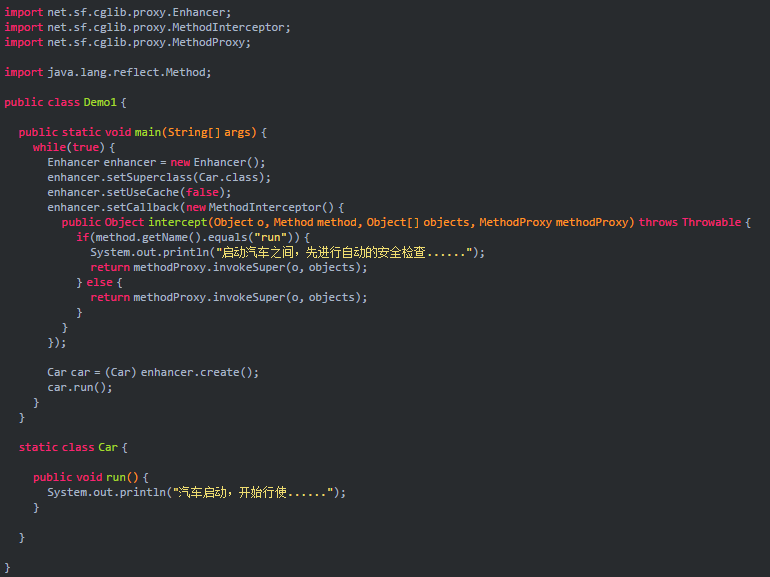 import net.sf.cglib.proxy.Enhancer;
import net.sf.cglib.proxy.MethodInterceptor;
import net.sf.cglib.proxy.MethodProxy;

import java.lang.reflect.Method;

public class Demo1 {

  public static void main(String[] args) {
    while(true) {
      Enhancer enhancer = new Enhancer();
      enhancer.setSuperclass(Car.class);
      enhancer.setUseCache(false);
      enhancer.setCallback(new MethodInterceptor() {
        public Object intercept(Object o, Method method, Object[] objects, MethodProxy methodProxy) throws Throwable {
          if(method.getName().equals("run")) {
            System.out.println("启动汽车之间，先进行自动的安全检查......");
            return methodProxy.invokeSuper(o, objects);
          } else {
            return methodProxy.invokeSuper(o, objects);
          }
        }
      });

      Car car = (Car) enhancer.create();
      car.run();
    }
  }

  static class Car {

    public void run() {
      System.out.println("汽车启动，开始行使......");
    }

  }

}